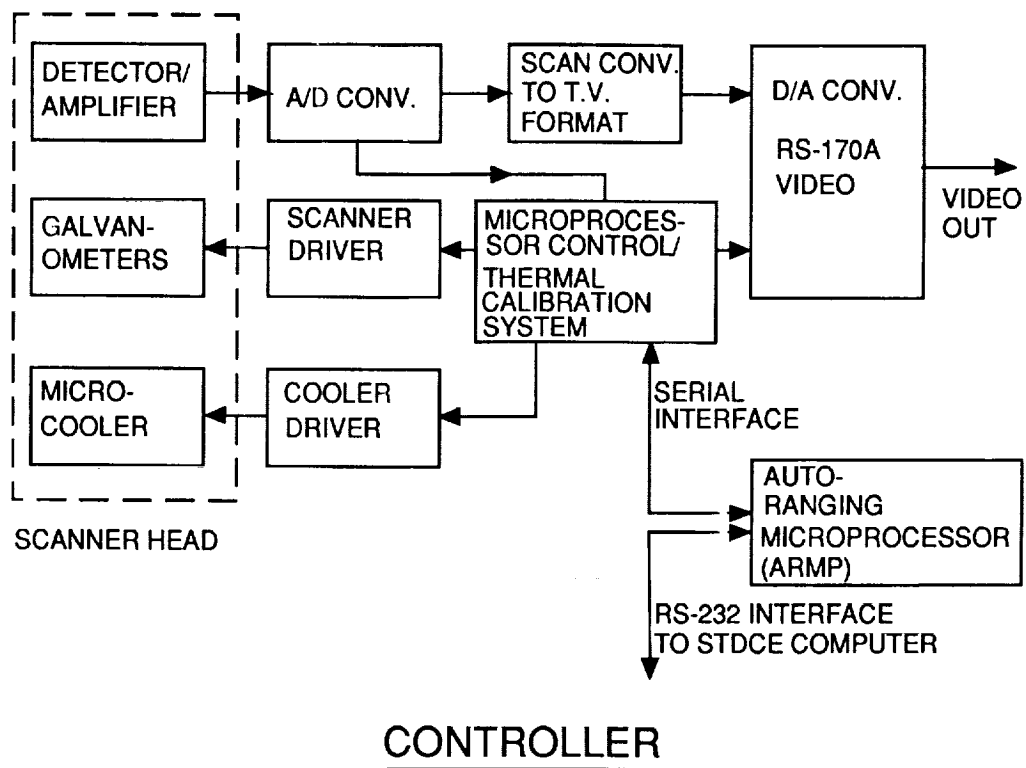 DETECTOR/
AMPLIFIER
A/D CONV.
SCAN CONV.
TO T.V.
FORMAT
D/A CONV.
RS-170A
VIDEO
VIDEO
OUT
GALVAN-
OMETERS
SCANNER
DRIVER
MICROPROCES-
SOR CONTROL/
THERMAL
CALIBRATION
SYSTEM
MICRO-
COOLER
COOLER
DRIVER
SERIAL
INTERFACE
AUTO-
RANGING
MICROPROCESSOR
(ARMP)
SCANNER HEAD
RS-232 INTERFACE
TO STDCE COMPUTER
CONTROLLER